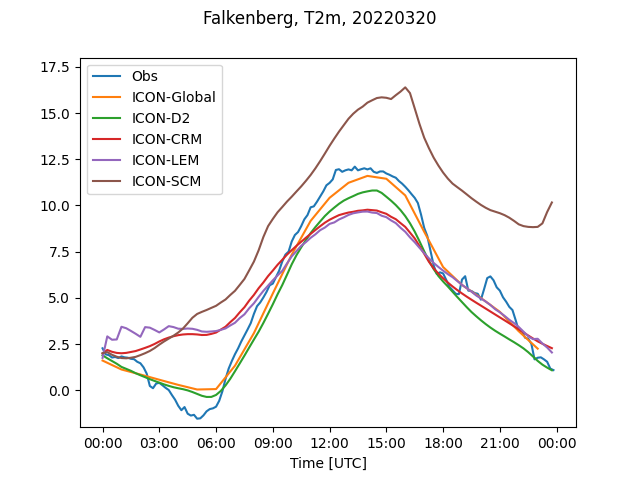 Falkenberg, T2m, 20220320
17.5
15.0
12.5
10.0
7.5
5.0
2.5
0.0
Obs
ICON-Global
ICON-D2
ICON-CRM
ICON-LEM
ICON-SCM
00:00 03:00 06:00 09:00 12:00 15:00 18:00 21:00 00:00
Time [UTC]